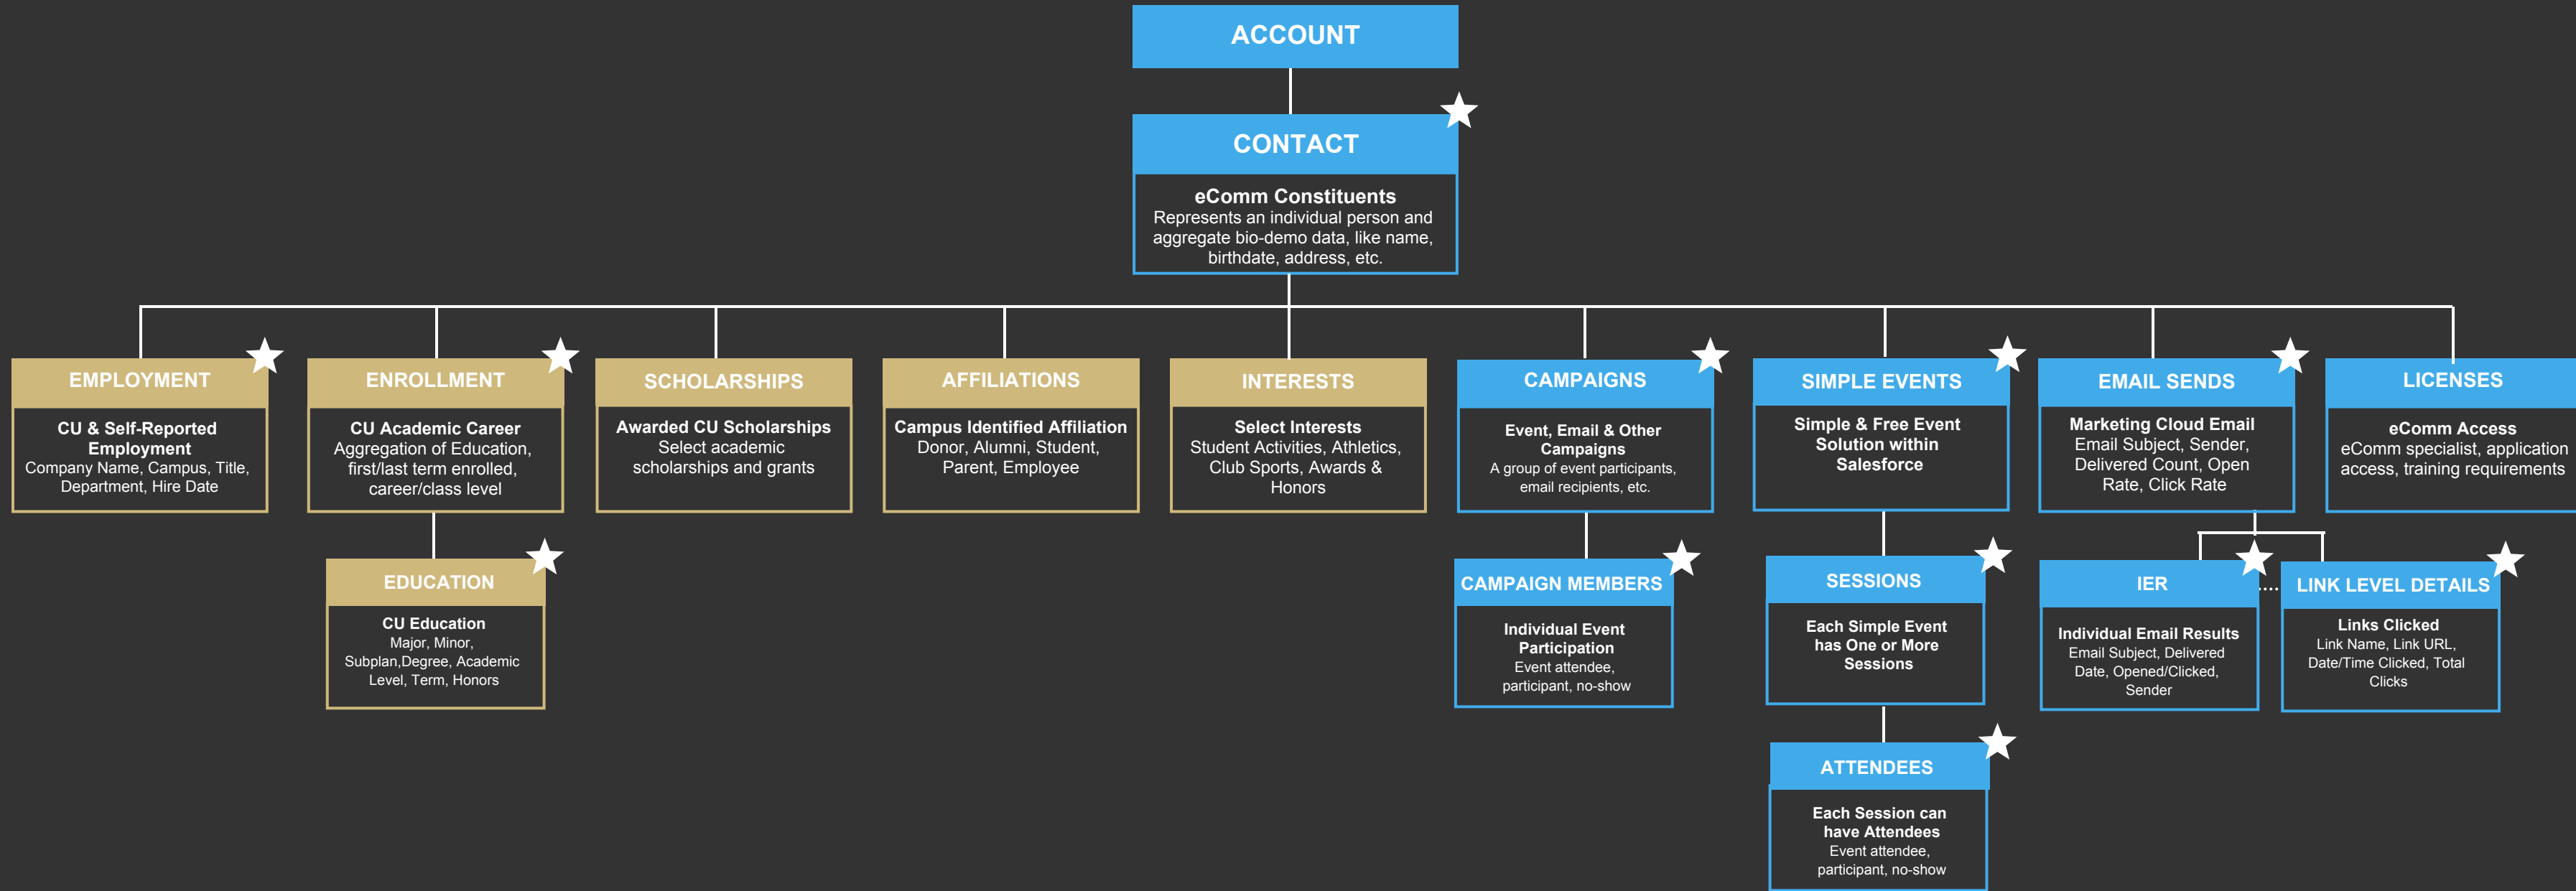 ACCOUNT
CONTACT
eComm Constituents
Represents an individual person and
aggregate bio-demo data, like name,
birthdate, address, etc.
EMPLOYMENT
CU & Self-Reported
Employment
Company Name, Campus, Title,
Department, Hire Date
ENROLLMENT
CU Academic Career
Aggregation of Education,
first/last term enrolled,
career/class level
SCHOLARSHIPS
Awarded CU Scholarships
Select academic
scholarships and grants
AFFILIATIONS
Campus Identified Affiliation
Donor, Alumni, Student,
Parent, Employee
INTERESTS
Select Interests
Student Activities, Athletics,
Club Sports, Awards &
Honors
CAMPAIGNS
Event, Email & Other
Campaigns
A group of event participants,
email recipients, etc.
SIMPLE EVENTS
Simple & Free Event
Solution within
Salesforce
EMAIL SENDS
Marketing Cloud Email
Email Subject, Sender,
Delivered Count, Open
Rate, Click Rate
LICENSES
eComm Access
eComm specialist, application
access, training requirements
EDUCATION
CU Education
Major, Minor,
Subplan,Degree, Academic
Level, Term, Honors
CAMPAIGN MEMBERS
Individual Event
Participation
Event attendee,
participant, no-show
SESSIONS
Each Simple Event
has One or More
Sessions
IER
Individual Email Results
Email Subject, Delivered
Date, Opened/Clicked,
Sender
LINK LEVEL DETAILS
Links Clicked
Link Name, Link URL,
Date/Time Clicked, Total
Clicks
ATTENDEES
Each Session can
have Attendees
Event attendee,
participant, no-show